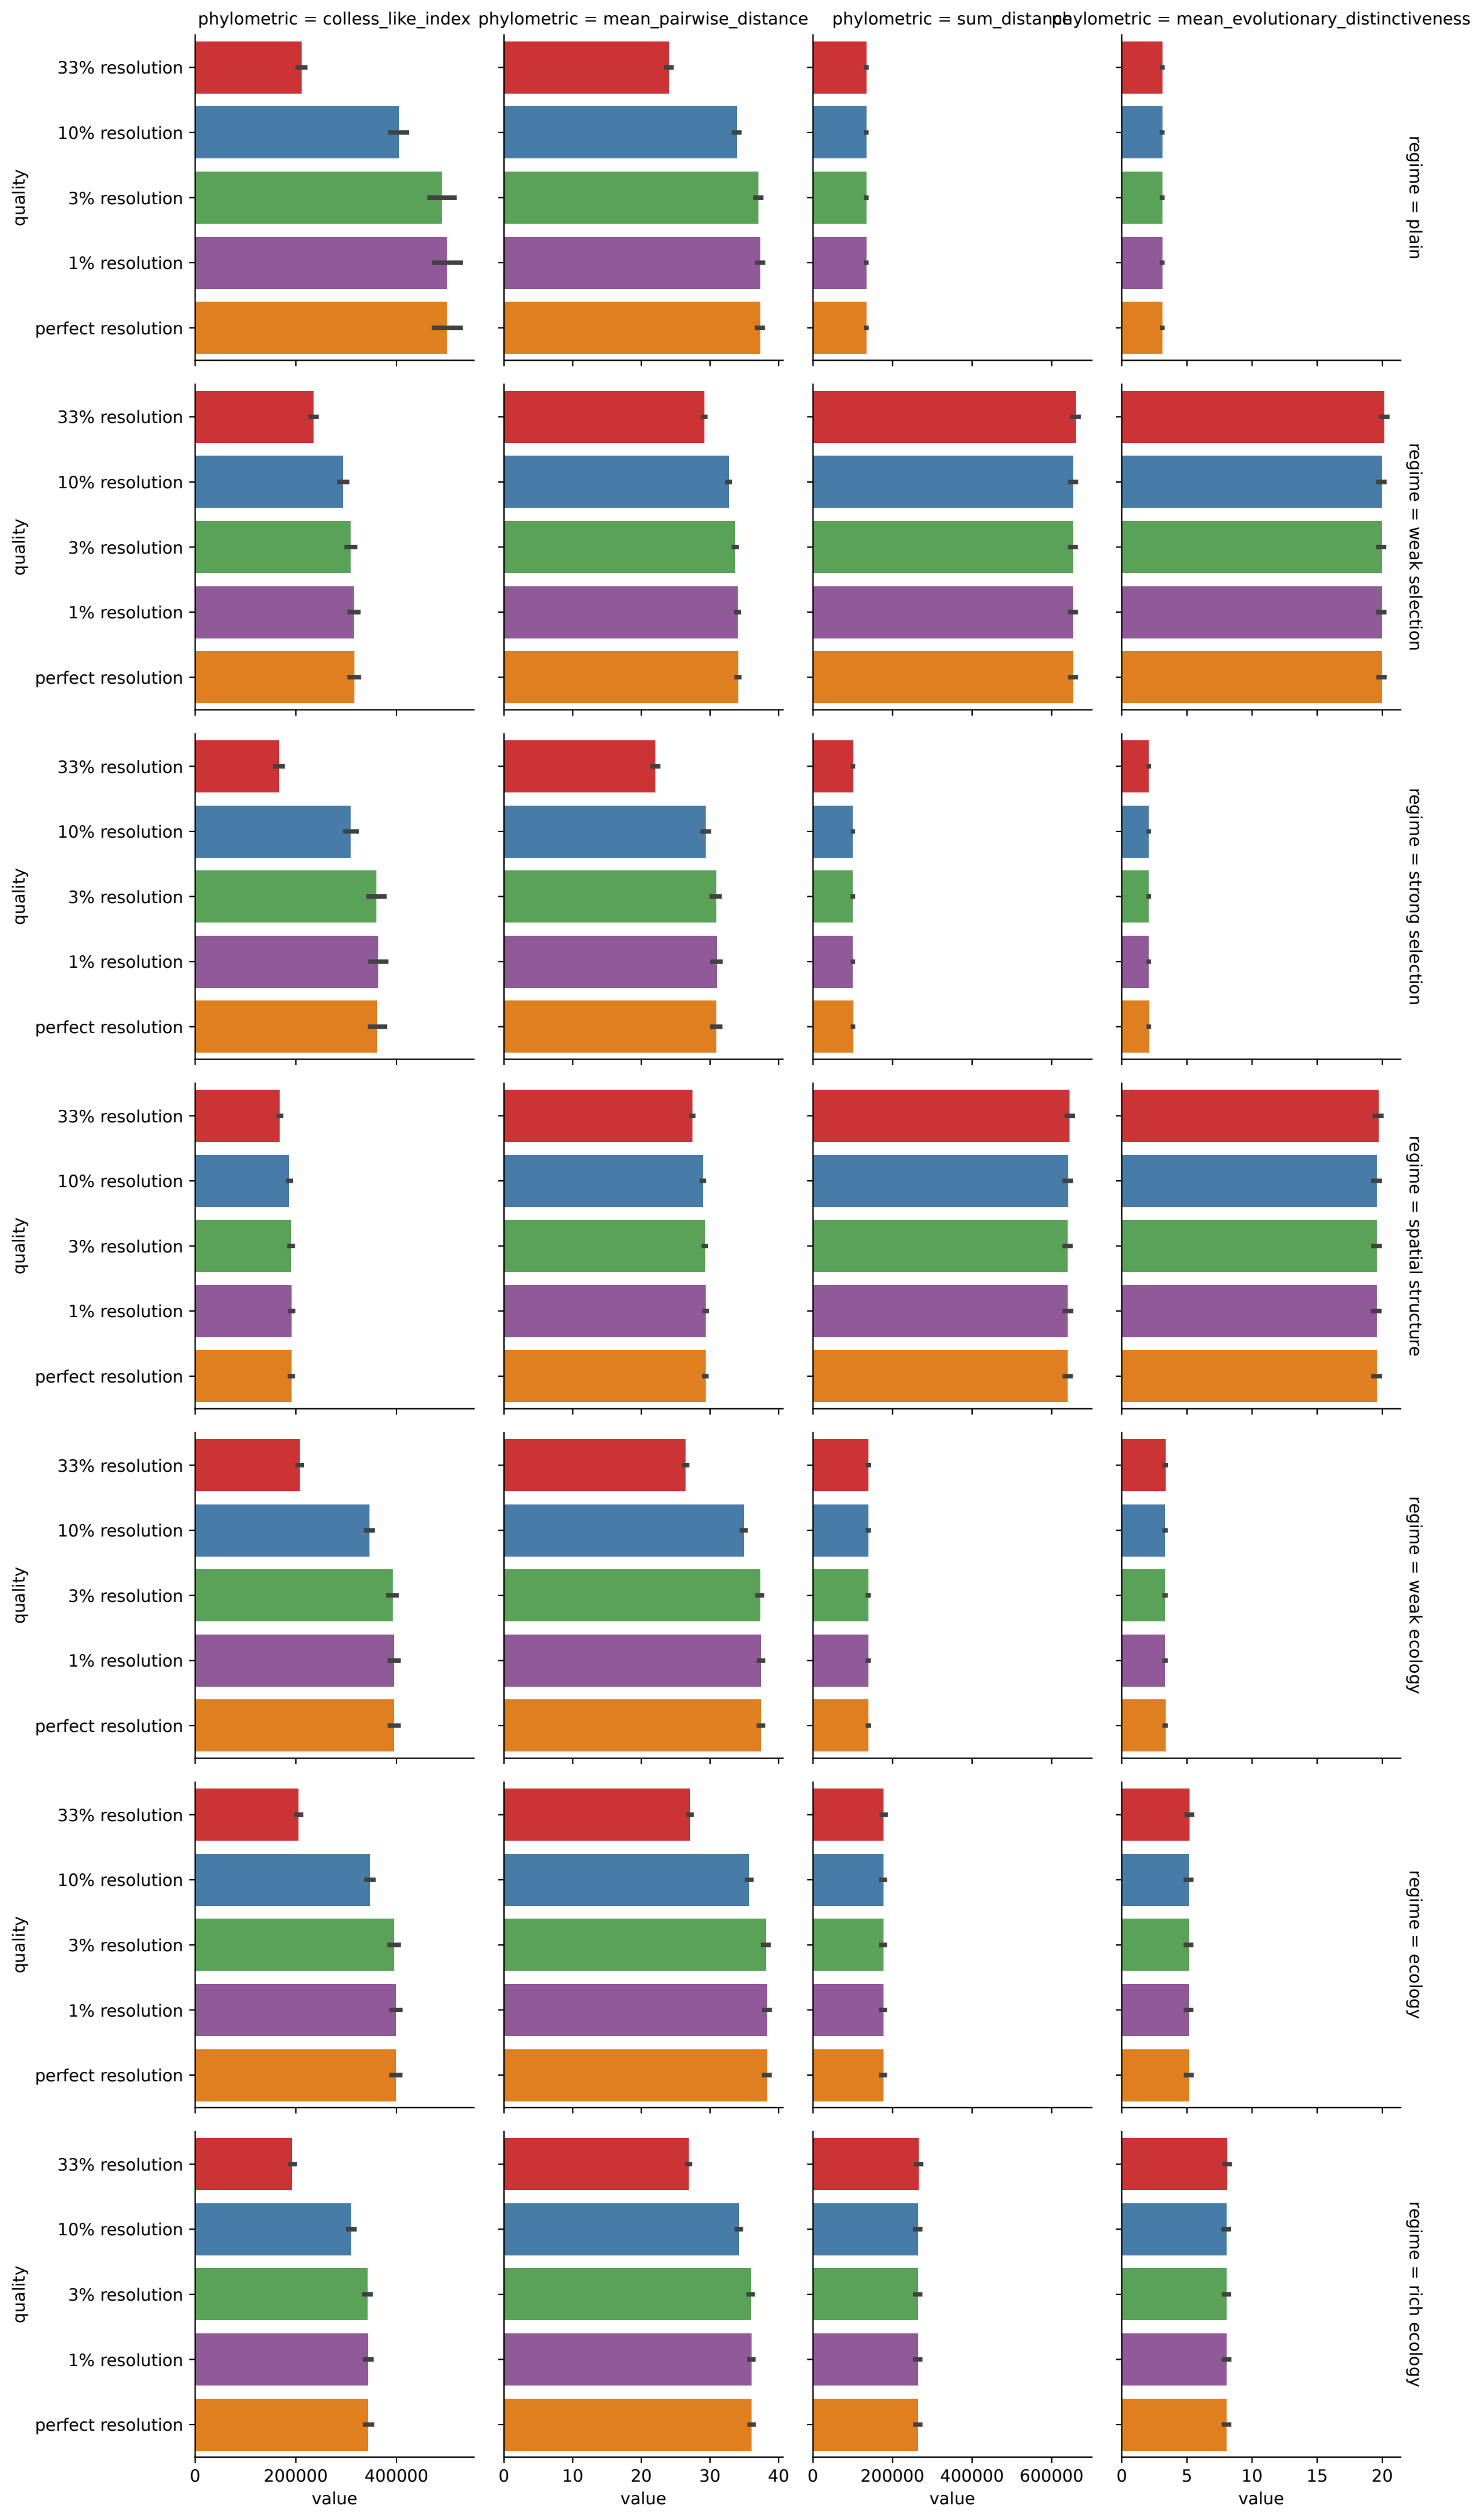 phylometric = colless_like_index
phylometric = mean_pairwise_distance
phylometric = sum_distance
phylometric = mean_evolutionary_distinctiveness
quality
33% resolution
10% resolution
3% resolution
1% resolution
perfect resolution
regime = plain
quality
33% resolution
10% resolution
3% resolution
1% resolution
perfect resolution
regime = weak selection
quality
33% resolution
10% resolution
3% resolution
1% resolution
perfect resolution
regime = strong selection
quality
33% resolution
10% resolution
3% resolution
1% resolution
perfect resolution
regime = spatial structure
quality
33% resolution
10% resolution
3% resolution
1% resolution
perfect resolution
regime = weak ecology
quality
33% resolution
10% resolution
3% resolution
1% resolution
perfect resolution
regime = ecology
quality
33% resolution
10% resolution
3% resolution
1% resolution
perfect resolution
regime = rich ecology
0 200000 400000
value
0 10 20 30 40
value
0 200000 400000 600000
value
0 5 10 15 20
value